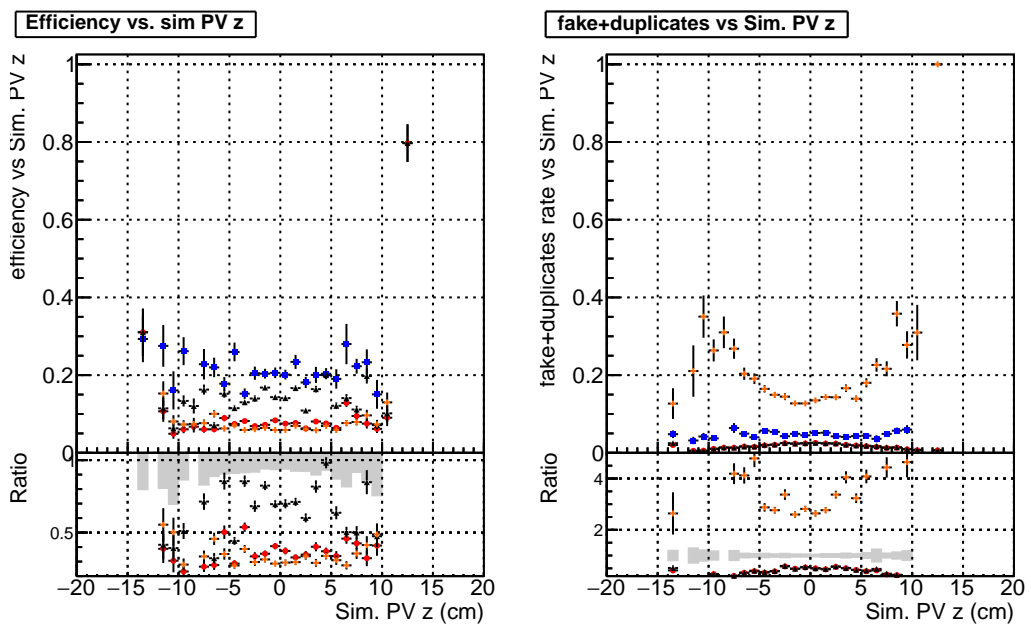 Efficiency vs. sim PV z
efficiency vs Sim. PV z
1
0.8
0.6
0.4
0.2
0
Ratio
1
0.5
−20 −15 −10 −5 0 5 10 15 20
Sim. PV z (cm)
fake+duplicates vs Sim. PV z
fake+duplicates rate vs Sim. PV z
1
0.8
0.6
0.4
0.2
0
Ratio
4
2
−20 −15 −10 −5 0 5 10 15 20
Sim. PV z (cm)